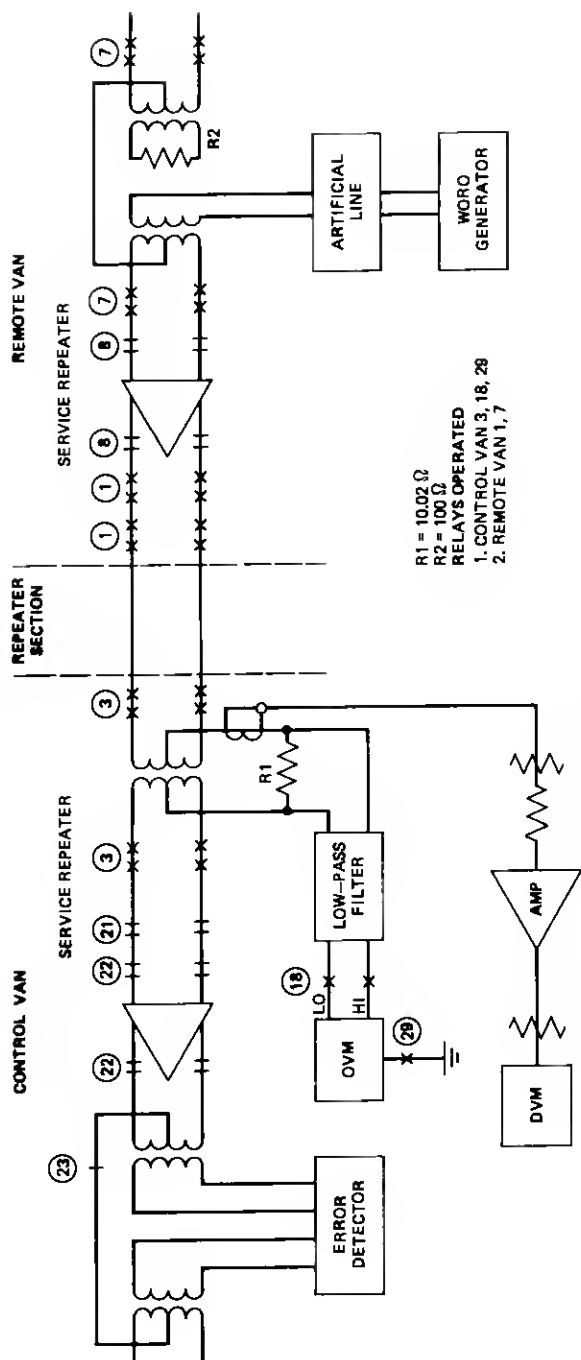 CONTROL VAN
REPEATER
SECTION
REMOTE VAN
SERVICE REPEATER
SERVICE REPEATER
23
22
22
21
3
3
1
1
8
8
7
7
R2
R1
ERROR
DETECTOR
OVM
LO
HI
18
29
LOW–PASS
FILTER
DVM
AMP
ARTIFICIAL
LINE
WORO
GENERATOR
R1 = 10.02 Ω
R2 = 100 Ω
RELAYS OPERATED
1. CONTROL VAN 3, 18, 29
2. REMOTE VAN 1, 7